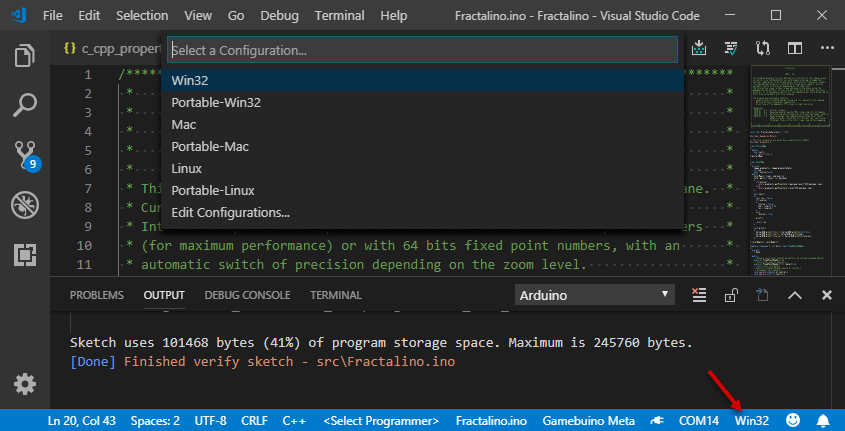 File Edit Selection View Go Debug Terminal Help Fractalino.ino - Fractalino - Visual Studio Code
{} c_cpp_propert
Select a Configuration...
Win32
Portable-Win32
Mac
Portable-Mac
Linux
Portable-Linux
Edit Configurations...
1 /****
2 * *
3 * *
4 * *
5 * *
6 * *
7 * Thi ane. *
8 * Cu *
9 * Int ers *
10 * (for maximum performance) or with 64 bits fixed point numbers, with an *
11 * automatic switch of precision depending on the zoom level. *
9
PROBLEMS OUTPUT DEBUG CONSOLE TERMINAL Arduino
Sketch uses 101468 bytes (41%) of program storage space. Maximum is 245760 bytes.
[Done] Finished verify sketch - src\Fractalino.ino
Ln 20, Col 43 Spaces: 2 UTF-8 CRLF C++ <Select Programmer> Fractalino.ino Gamebuino Meta COM14 Win32